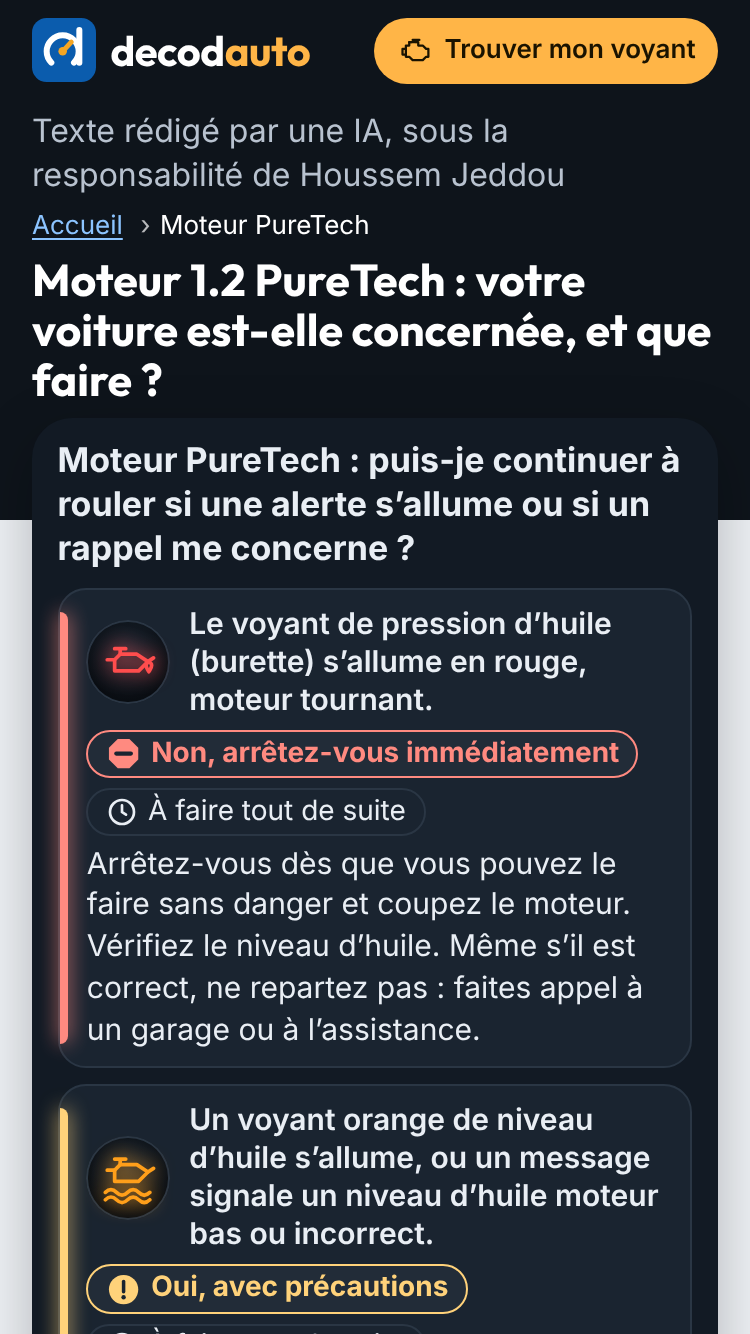 decodauto
Trouver mon voyant
Texte rédigé par une IA, sous la
responsabilité de Houssem Jeddou
Accueil › Moteur PureTech
Moteur 1.2 PureTech : votre
voiture est-elle concernée, et que
faire ?
Moteur PureTech : puis-je continuer à
rouler si une alerte s’allume ou si un
rappel me concerne ?
Le voyant de pression d’huile
(burette) s’allume en rouge,
moteur tournant.
Non, arrêtez-vous immédiatement
À faire tout de suite
Arrêtez-vous dès que vous pouvez le
faire sans danger et coupez le moteur.
Vérifiez le niveau d’huile. Même s’il est
correct, ne repartez pas : faites appel à
un garage ou à l’assistance.
Un voyant orange de niveau
d’huile s’allume, ou un message
signale un niveau d’huile moteur
bas ou incorrect.
Oui, avec précautions